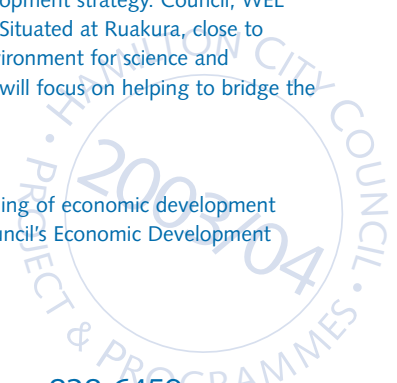 opment strategy. Council, WEL
Situated at Ruakura, close to
ironment for science and
will focus on helping to bridge the
ing of economic development
uncil's Economic Development
HAMILTON CITY COUNCIL
2003/04
• PROJECT & PROGRAMMES •